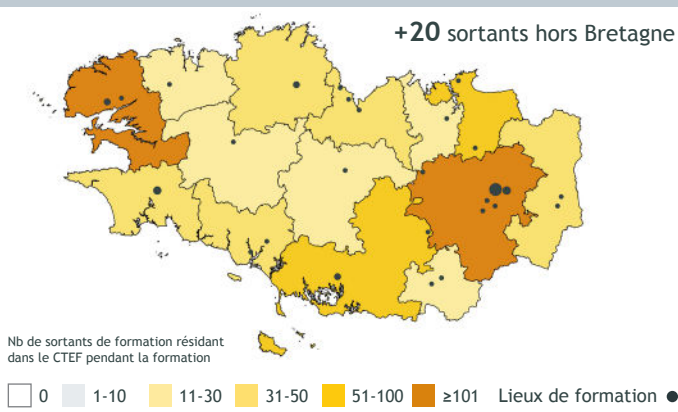 +20 sortants hors Bretagne
Nb de sortants de formation résidant
dans le CTEF pendant la formation
0 1-10 11-30 31-50 51-100 ≥101 Lieux de formation